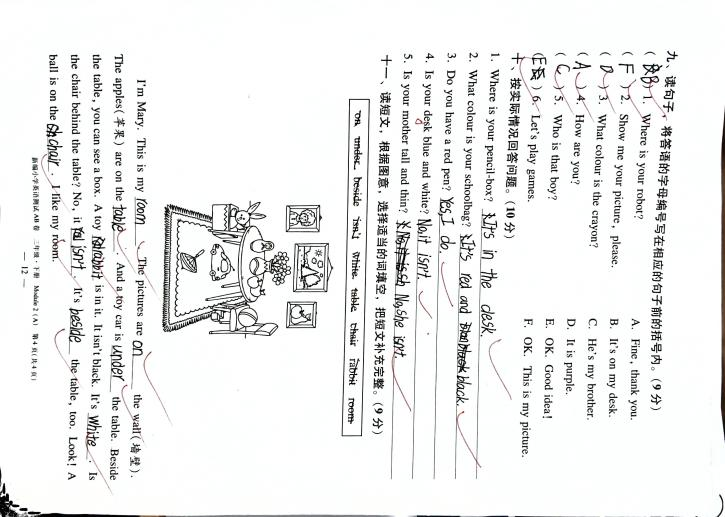 九、读句子，将答语的字母编号写在相应的句子前的括号内。(9分)
( B ) 1. Where is your robot? A. Fine, thank you.
( F ) 2. Show me your picture, please. B. It's on my desk.
( D ) 3. What colour is the crayon? C. He's my brother.
( A ) 4. How are you? D. It is purple.
( C ) 5. Who is that boy? E. OK. Good idea!
( E ) 6. Let's play games. F. OK. This is my picture.
十、按实际情况回答问题。(10分)
1. Where is your pencil-box? It's in the desk.
2. What colour is your schoolbag? It's red and black.
3. Do you have a red pen? Yes, I do.
4. Is your desk blue and white? No, it isn't.
5. Is your mother tall and thin? No, she isn't.
十一、读短文，根据图意，选择适当的词填空，把短文补充完整。(9分)
on under beside isn't white table chair rabbit room
I'm Mary. This is my room. The pictures are on the wall(墙壁).
The apples(苹果) are on the table. And a toy car is under the table. Beside
the table, you can see a box. A toy rabbit is in it. It isn't black. It's White. Is
the chair behind the table? No, it isn't. It's beside the table, too. Look! A
ball is on the chair. I like my room.
新编小学英语测试AB卷 二年级·下册 Module 2 (A) 第4页(共4页)
— 12 —